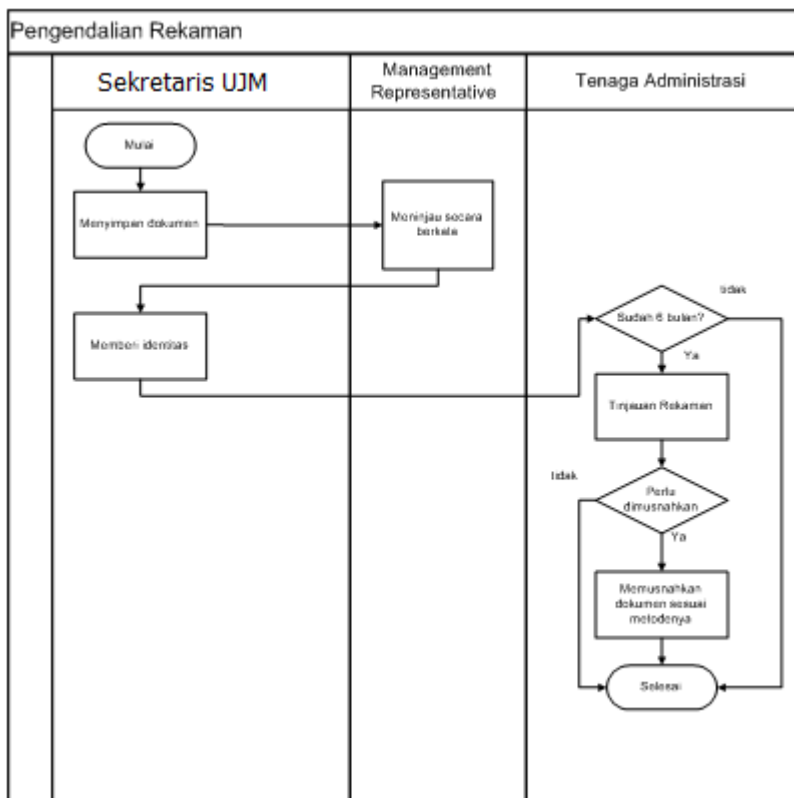 Pengendalian Rekaman
Sekretaris UJM
Management
Representative
Tenaga Administrasi
Mulai
Menyimpan dokumen
Meninjau secara
berkala
Memberi identitas
Sudah 6 bulan?
tidak
Ya
Tinjauan Rekaman
tidak
Perlu
dimusnahkan
Ya
Memusnahkan
dokumen sesuai
metodenya
Selesai